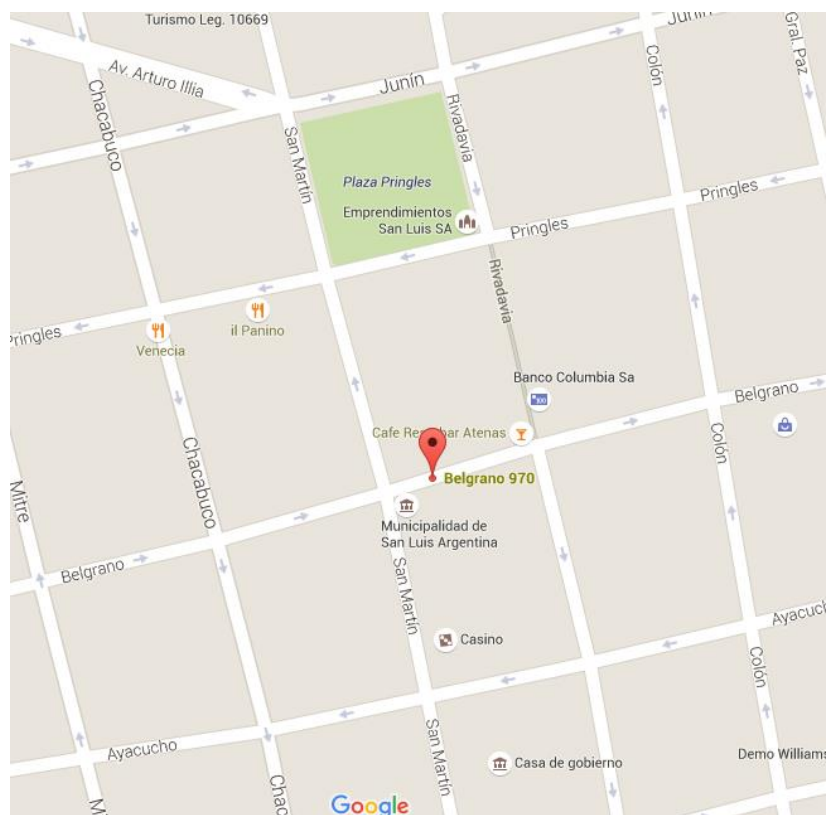 Turismo Leg. 10669
Junín
Av. Arturo Illia
Junín
Colón
Gral. Paz
Chacabuco
Rivadavia
San Martín
Plaza Pringles
Emprendimientos
San Luis SA
Pringles
Pringles
Rivadavia
Pringles
il Panino
Venecia
Banco Columbia Sa
Belgrano
Cafe Bar Atenas
Colón
Chacabuco
Mitre
Belgrano 970
Municipalidad de
San Luis Argentina
Belgrano
San Martín
Casino
Ayacucho
Colón
Ayacucho
San Martín
Casa de gobierno
Demo Williams
Cha
Mi
Google